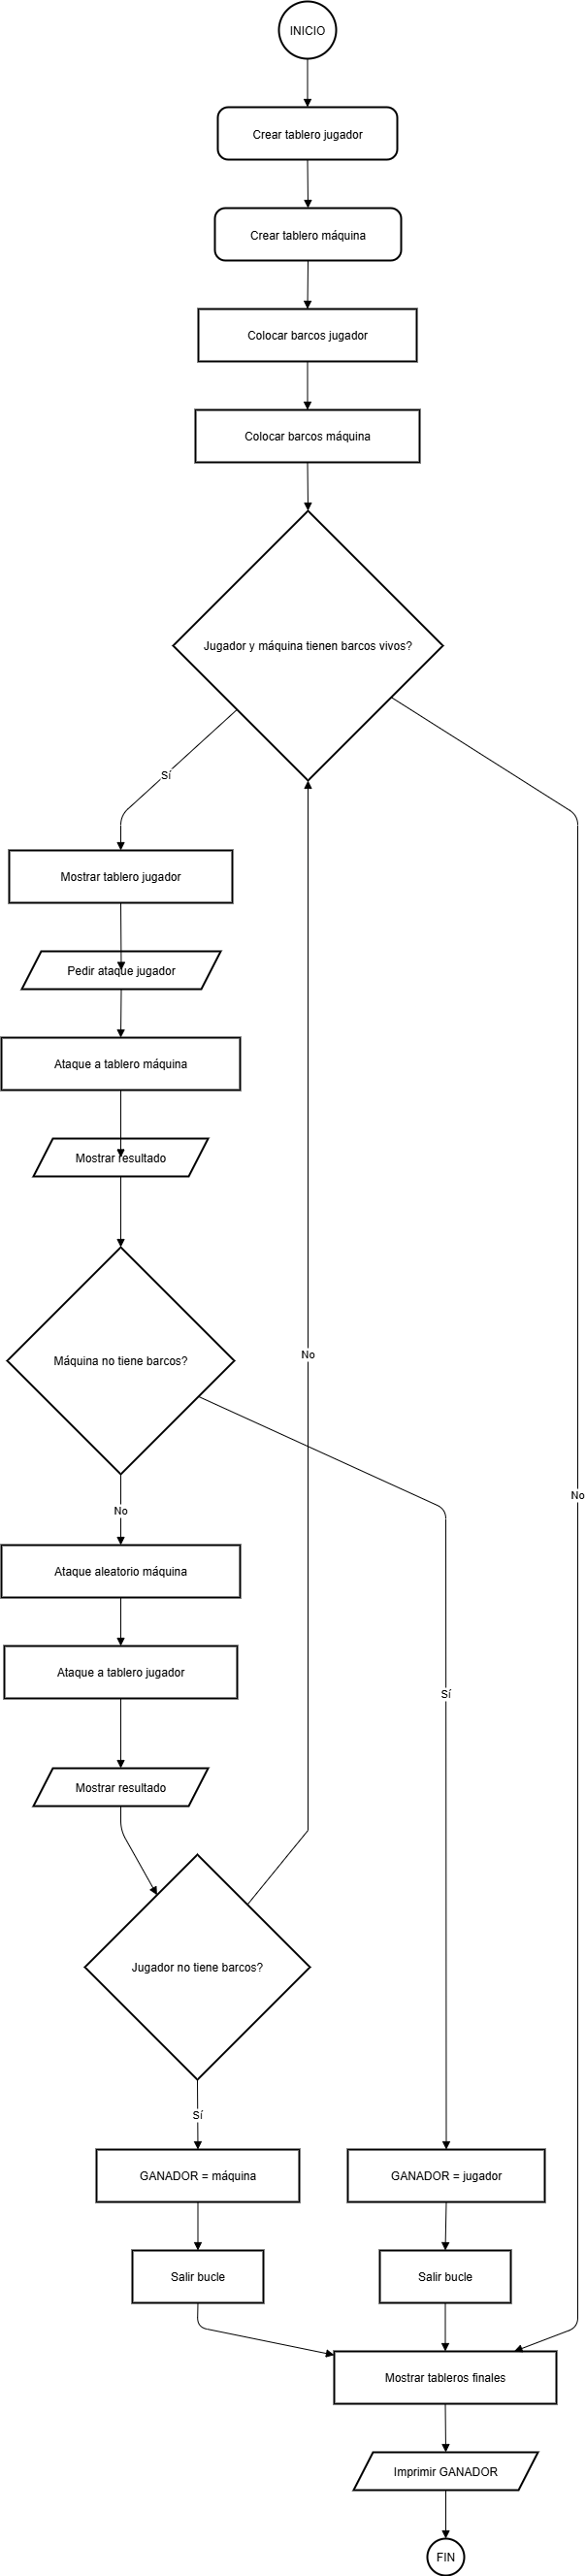 INICIO
Crear tablero jugador
Crear tablero máquina
Colocar barcos jugador
Colocar barcos máquina
Jugador y máquina tienen barcos vivos?
Sí
Mostrar tablero jugador
Pedir ataque jugador
Ataque a tablero máquina
Mostrar resultado
Máquina no tiene barcos?
No
No
No
Ataque aleatorio máquina
Ataque a tablero jugador
Sí
Mostrar resultado
Jugador no tiene barcos?
Sí
GANADOR = máquina
GANADOR = jugador
Salir bucle
Salir bucle
Mostrar tableros finales
Imprimir GANADOR
FIN